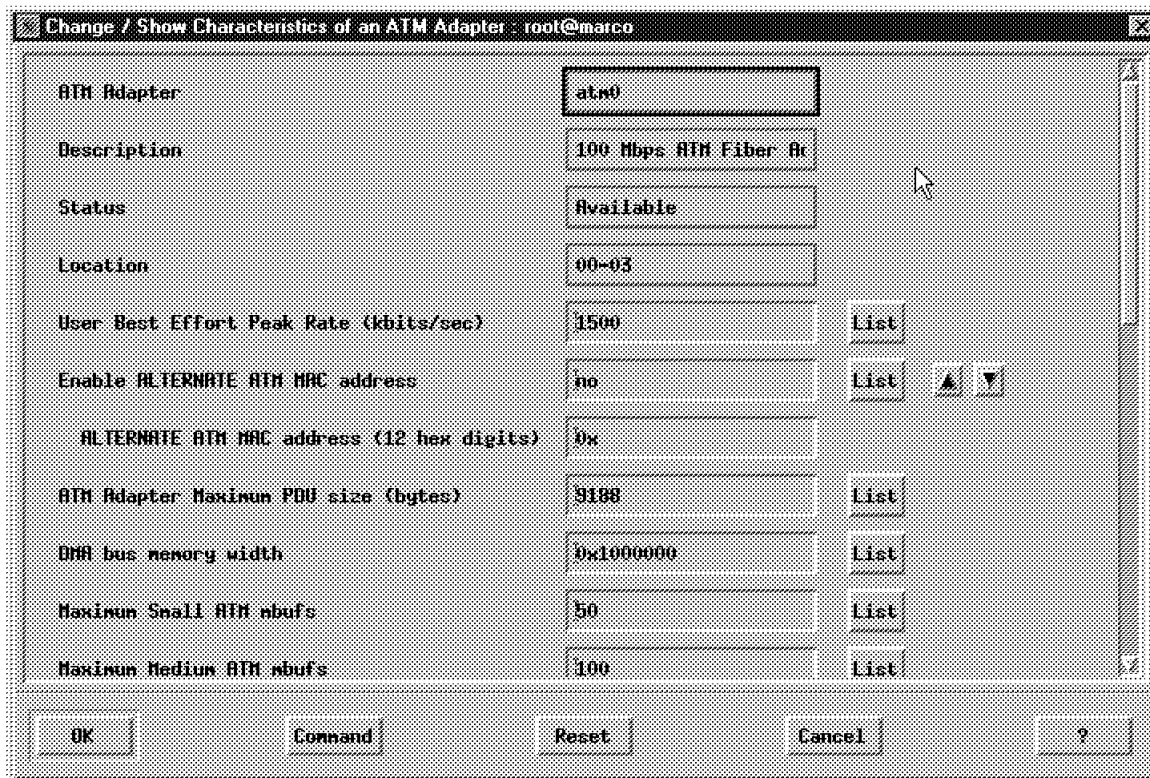 Change / Show Characteristics of an ATM Adapter : root@marco
ATM Adapter atm0
Description 100 Mbps ATM Fiber Ad
Status Available
Location 00-03
User Best Effort Peak Rate (kbits/sec) 1500 List
Enable ALTERNATE ATM MAC address no List
ALTERNATE ATM MAC address (12 hex digits) 0x
ATM Adapter Maximum PDU size (bytes) 9188 List
DMA bus memory width 0x1000000 List
Maximum Small ATM mbufs 50 List
Maximum Medium ATM mbufs 100 List
OK Command Reset Cancel ?